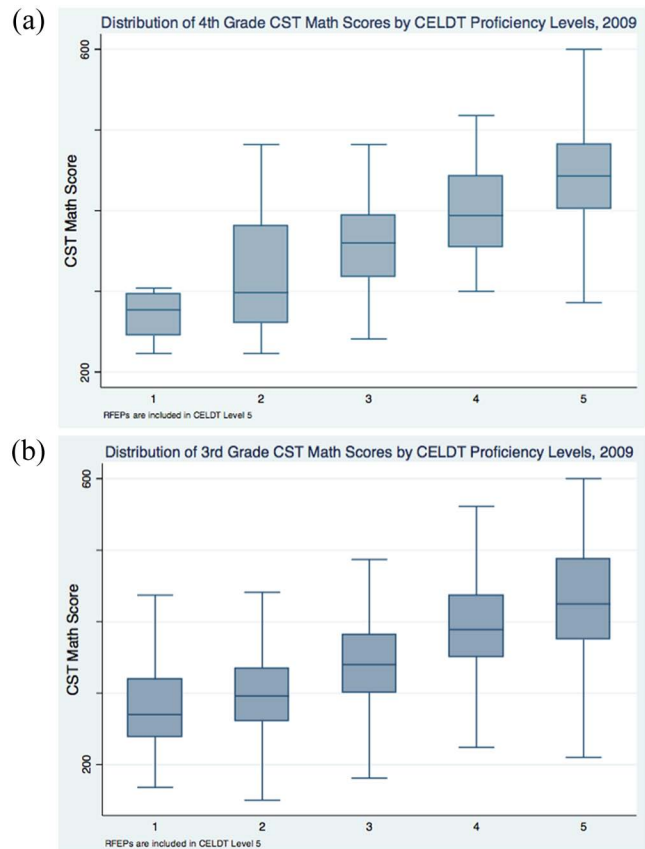 (a)
Distribution of 4th Grade CST Math Scores by CELDT Proficiency Levels, 2009
600
CST Math Score
200
1 2 3 4 5
RFEPs are included in CELDT Level 5
(b)
Distribution of 3rd Grade CST Math Scores by CELDT Proficiency Levels, 2009
600
CST Math Score
200
1 2 3 4 5
RFEPs are included in CELDT Level 5